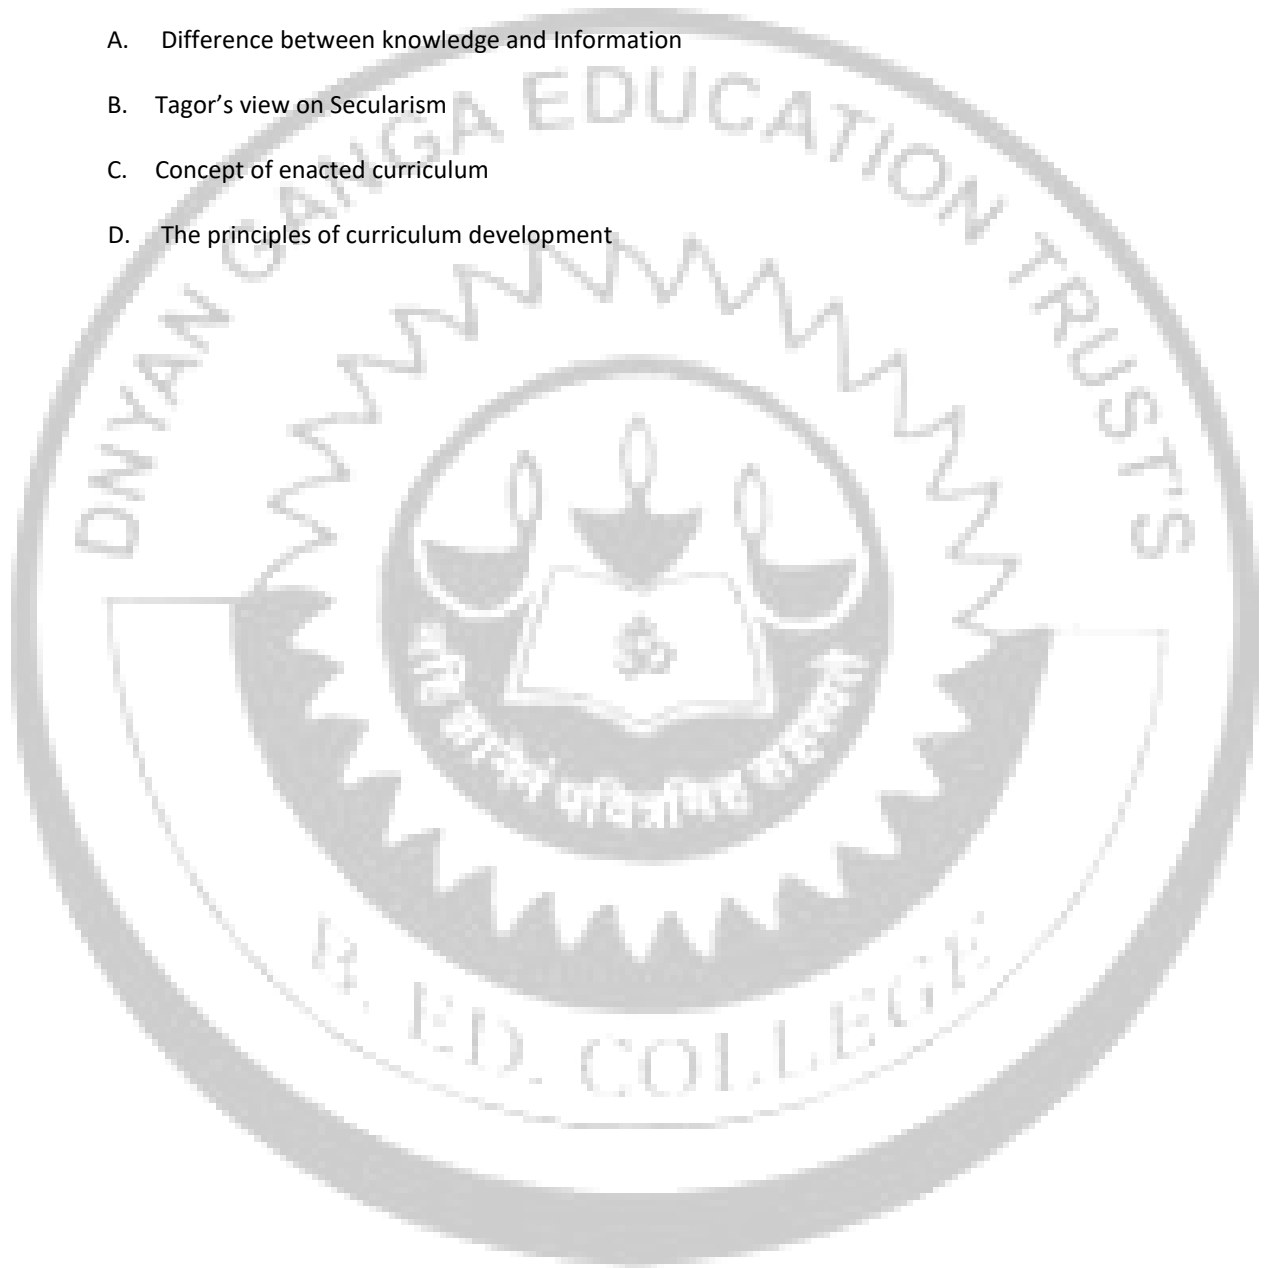 A. Difference between knowledge and Information
B. Tagor’s view on Secularism
C. Concept of enacted curriculum
D. The principles of curriculum development
DNYAN GANGA EDUCATION TRUST'S
ॐ
B. ED. COLLEGE